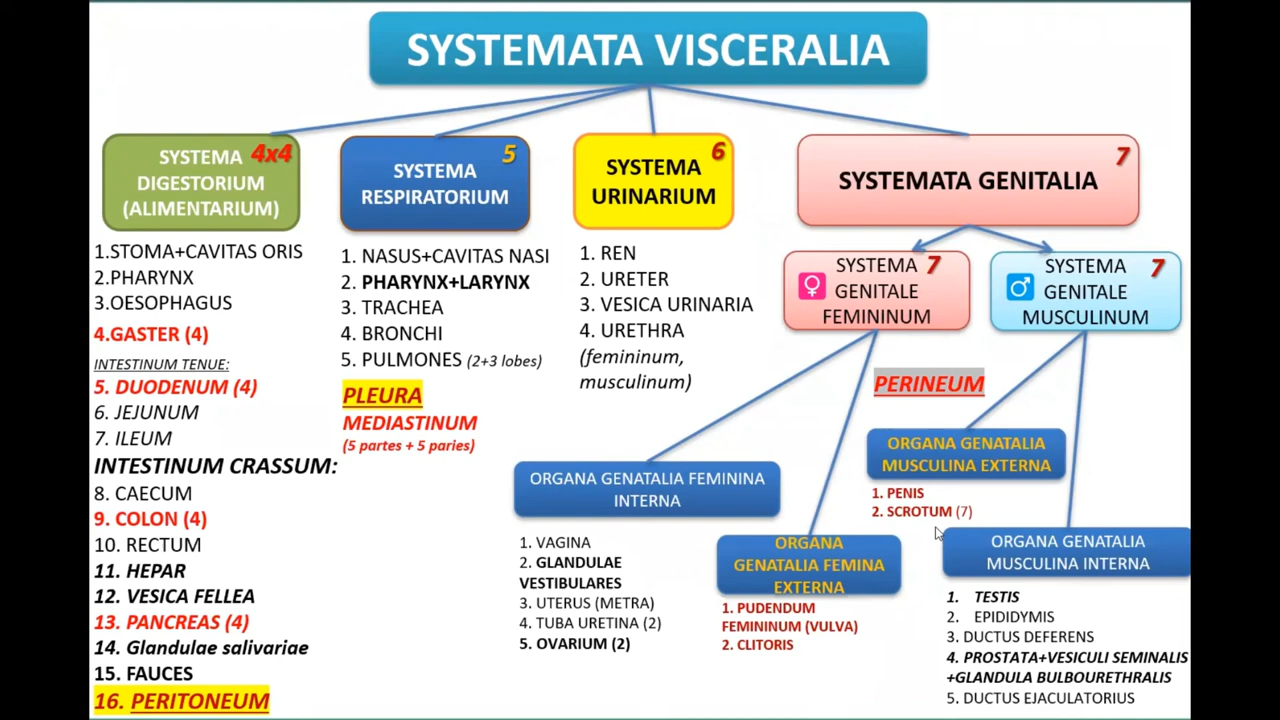 SYSTEMATA VISCERALIA
SYSTEMA 4x4
DIGESTORIUM
(ALIMENTARIUM)
1.STOMA+CAVITAS ORIS
2.PHARYNX
3.OESOPHAGUS
4.GASTER (4)
INTESTINUM TENUE:
5. DUODENUM (4)
6. JEJUNUM
7. ILEUM
INTESTINUM CRASSUM:
8. CAECUM
9. COLON (4)
10. RECTUM
11. HEPAR
12. VESICA FELLEA
13. PANCREAS (4)
14. Glandulae salivariae
15. FAUCES
16. PERITONEUM
5
SYSTEMA
RESPIRATORIUM
1. NASUS+CAVITAS NASI
2. PHARYNX+LARYNX
3. TRACHEA
4. BRONCHI
5. PULMONES (2+3 lobes)
PLEURA
MEDIASTINUM
(5 partes + 5 paries)
6
SYSTEMA
URINARIUM
1. REN
2. URETER
3. VESICA URINARIA
4. URETHRA
(femininum,
musculinum)
7
SYSTEMATA GENITALIA
SYSTEMA 7
GENITALE
FEMININUM
SYSTEMA 7
GENITALE
MUSCULINUM
PERINEUM
ORGANA GENATALIA FEMININA
INTERNA
1. VAGINA
2. GLANDULAE
VESTIBULARES
3. UTERUS (METRA)
4. TUBA URETINA (2)
5. OVARIUM (2)
ORGANA
GENATALIA FEMINA
EXTERNA
1. PUDENDUM
FEMININUM (VULVA)
2. CLITORIS
ORGANA GENATALIA
MUSCULINA EXTERNA
1. PENIS
2. SCROTUM (7)
ORGANA GENATALIA
MUSCULINA INTERNA
1. TESTIS
2. EPIDIDYMIS
3. DUCTUS DEFERENS
4. PROSTATA+VESICULI SEMINALIS
+GLANDULA BULBOURETHRALIS
5. DUCTUS EJACULATORIUS